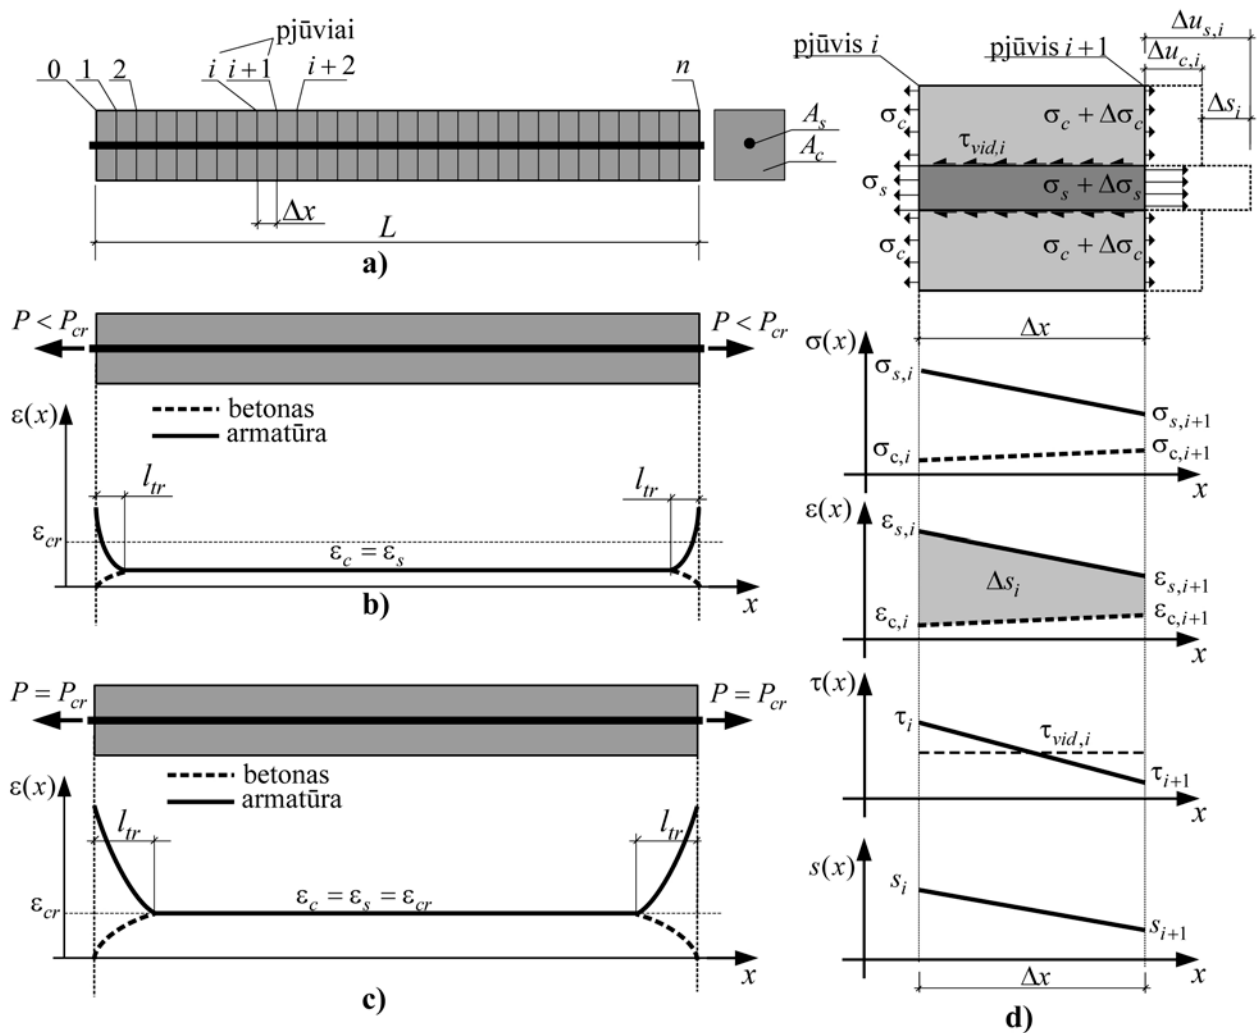 pjūviai
0 1 2 i i+1 i+2 n
A_s
A_c
Δx
L
a)
P < P_cr P < P_cr
ε(x)
betonas
armatūra
l_tr l_tr
ε_cr
ε_c = ε_s
x
b)
P = P_cr P = P_cr
ε(x)
betonas
armatūra
l_tr l_tr
ε_cr
ε_c = ε_s = ε_cr
x
c)
Δu_s,i
pjūvis i pjūvis i+1 Δu_c,i
Δs_i
σ_c σ_c + Δσ_c
τ_vid,i
σ_s σ_s + Δσ_s
σ_c σ_c + Δσ_c
Δx
σ(x)
σ_s,i
σ_s,i+1
σ_c,i σ_c,i+1
x
ε(x)
ε_s,i
Δs_i ε_s,i+1
ε_c,i ε_c,i+1
x
τ(x)
τ_i τ_vid,i
τ_i+1
x
s(x)
s_i
s_i+1
x
Δx
d)